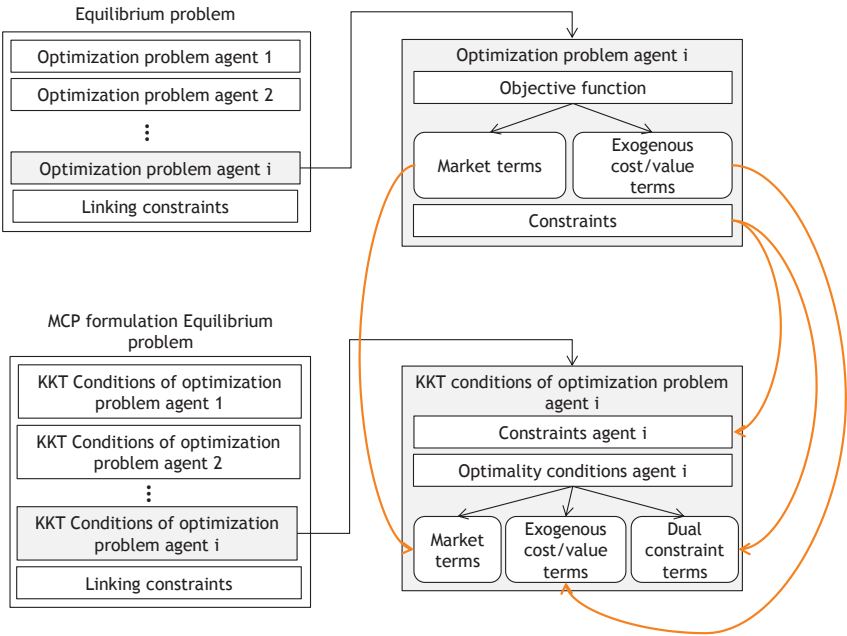 Equilibrium problem
Optimization problem agent 1
Optimization problem agent 2
Optimization problem agent i
Linking constraints
Optimization problem agent i
Objective function
Market terms
Exogenous
cost/value
terms
Constraints
MCP formulation Equilibrium
problem
KKT Conditions of optimization
problem agent 1
KKT Conditions of optimization
problem agent 2
KKT Conditions of optimization
problem agent i
Linking constraints
KKT conditions of optimization problem
agent i
Constraints agent i
Optimality conditions agent i
Market
terms
Exogenous
cost/value
terms
Dual
constraint
terms